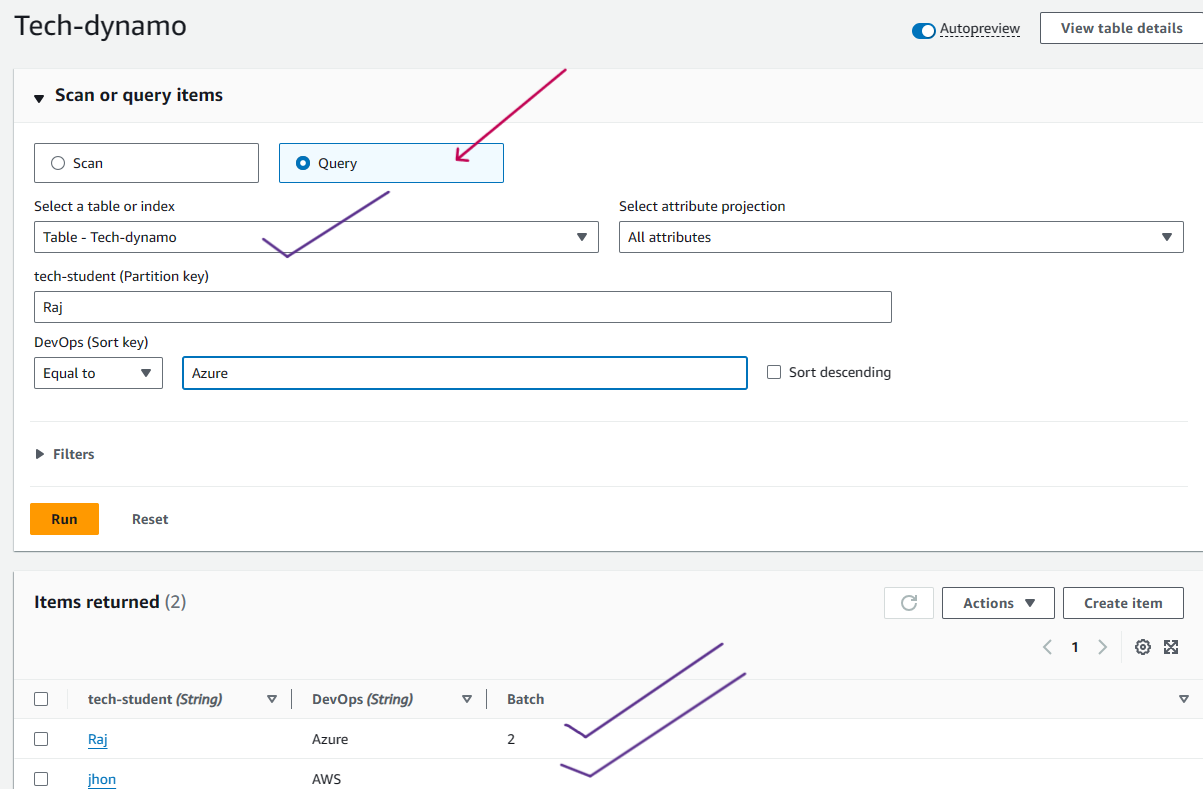 Tech-dynamo
Autopreview View table details
Scan or query items
Scan Query
Select a table or index Select attribute projection
Table - Tech-dynamo All attributes
tech-student (Partition key)
Raj
DevOps (Sort key)
Equal to Azure Sort descending
Filters
Run Reset
Items returned (2) Actions Create item
1
tech-student (String) DevOps (String) Batch
Raj Azure 2
jhon AWS